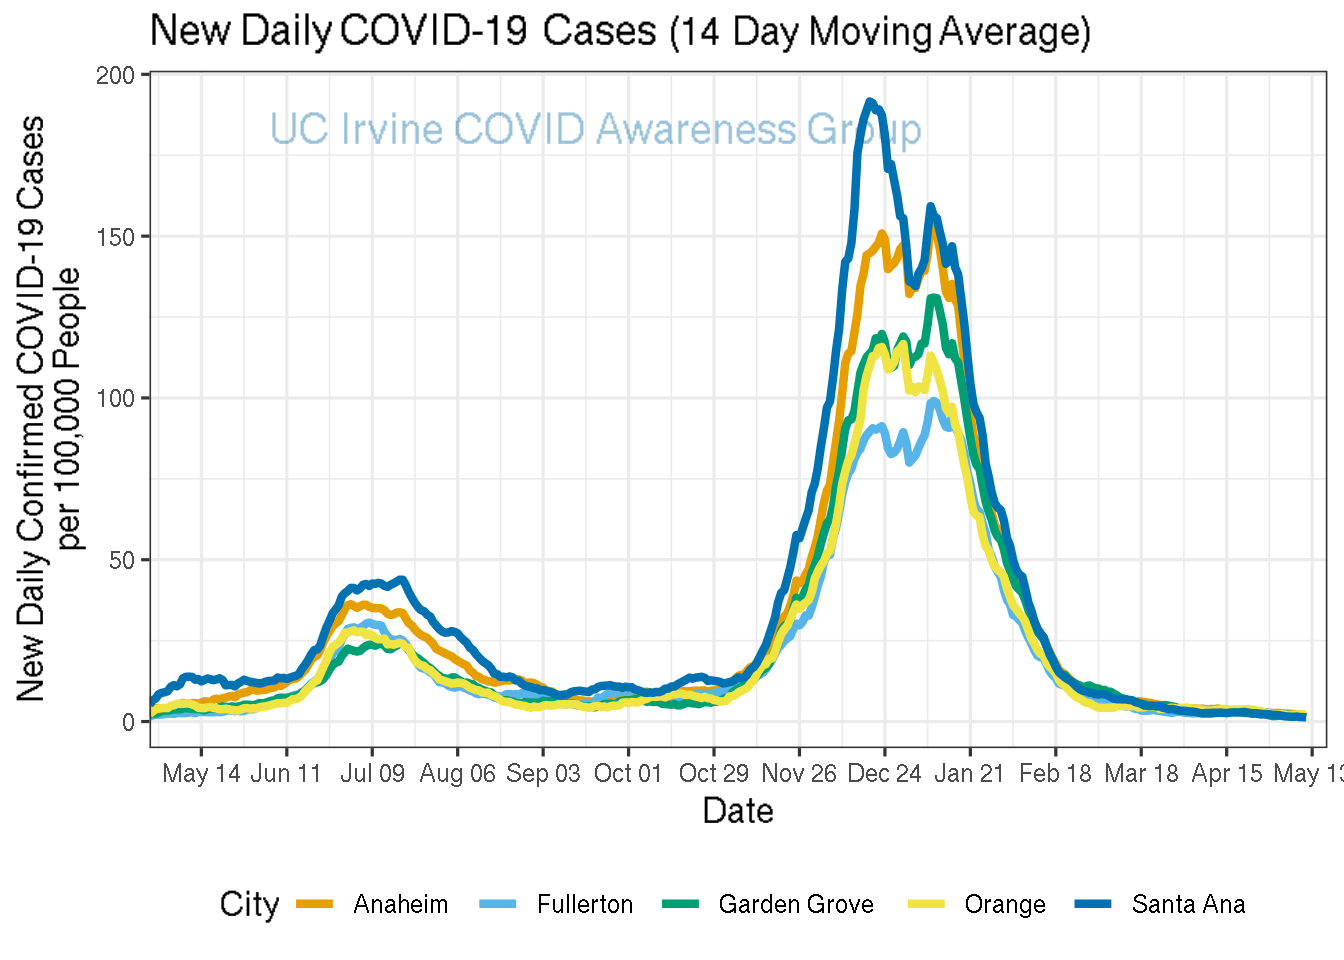 New Daily COVID-19 Cases (14 Day Moving Average)
UC Irvine COVID Awareness Group
New Daily Confirmed COVID-19 Cases
per 100,000 People
200
150
100
50
0
May 14 Jun 11 Jul 09 Aug 06 Sep 03 Oct 01 Oct 29 Nov 26 Dec 24 Jan 21 Feb 18 Mar 18 Apr 15 May 13
Date
City Anaheim Fullerton Garden Grove Orange Santa Ana